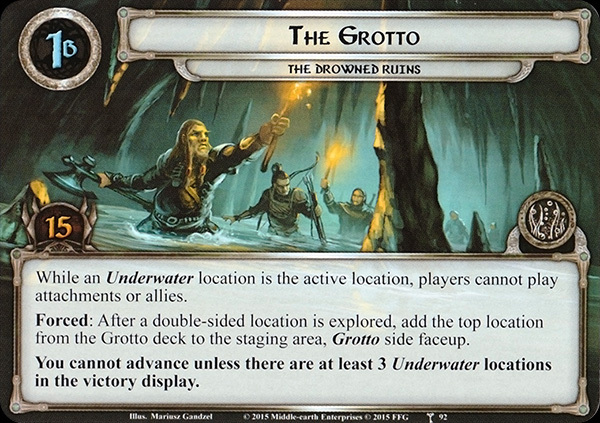 1B
THE GROTTO
THE DROWNED RUINS
15
While an Underwater location is the active location, players cannot play
attachments or allies.
Forced: After a double-sided location is explored, add the top location
from the Grotto deck to the staging area, Grotto side faceup.
You cannot advance unless there are at least 3 Underwater locations
in the victory display.
Illus. Mariusz Gandzel © 2015 Middle-earth Enterprises © 2015 FFG 92